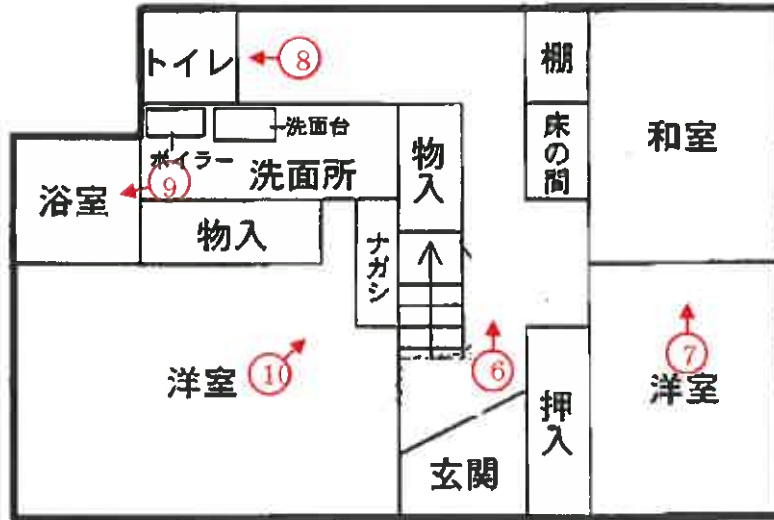 トイレ
⑧
棚
洗面台
ボイラー
洗面所
物入
床の間
和室
浴室
⑨
物入
ナガシ
洋室
⑩
⑥
⑦
洋室
押入
玄関